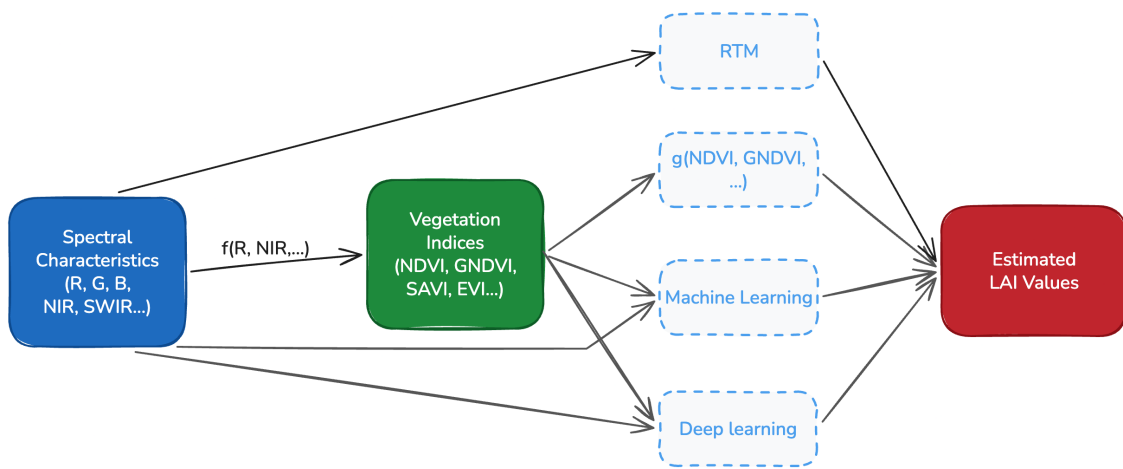 RTM
g(NDVI, GNDVI,
...)
Spectral
Characteristics
(R, G, B,
NIR, SWIR...)
f(R, NIR,...)
Vegetation
Indices
(NDVI, GNDVI,
SAVI, EVI...)
Machine Learning
Deep learning
Estimated
LAI Values